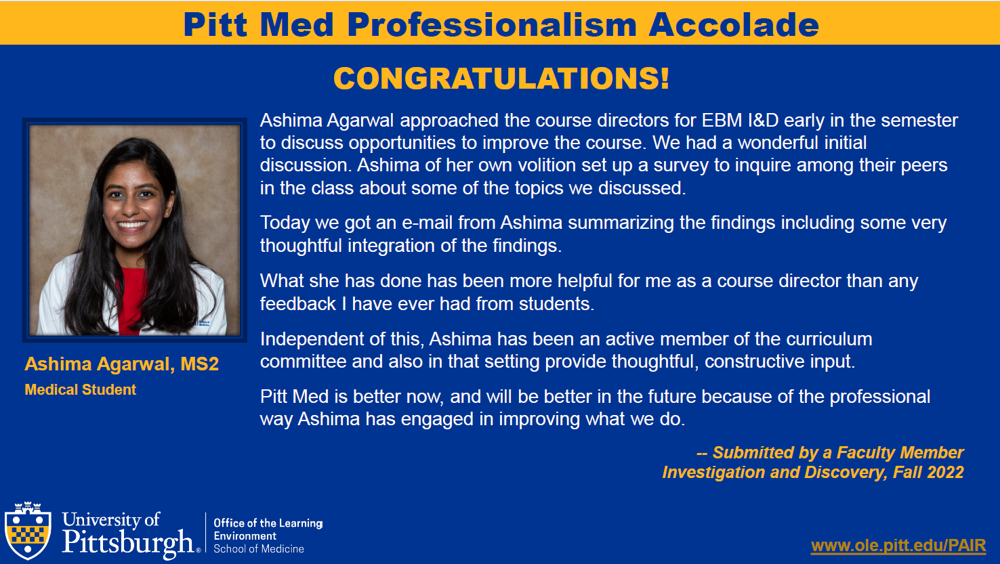 Pitt Med Professionalism Accolade
CONGRATULATIONS!
Ashima Agarwal approached the course directors for EBM I&D early in the semester
to discuss opportunities to improve the course. We had a wonderful initial
discussion. Ashima of her own volition set up a survey to inquire among their peers
in the class about some of the topics we discussed.
Today we got an e-mail from Ashima summarizing the findings including some very
thoughtful integration of the findings.
What she has done has been more helpful for me as a course director than any
feedback I have ever had from students.
Independent of this, Ashima has been an active member of the curriculum
committee and also in that setting provide thoughtful, constructive input.
Pitt Med is better now, and will be better in the future because of the professional
way Ashima has engaged in improving what we do.
-- Submitted by a Faculty Member
Investigation and Discovery, Fall 2022
School of
Medicine
Ashima Agarwal, MS2
Medical Student
University of
Pittsburgh®
Office of the Learning
Environment
School of Medicine
www.ole.pitt.edu/PAIR